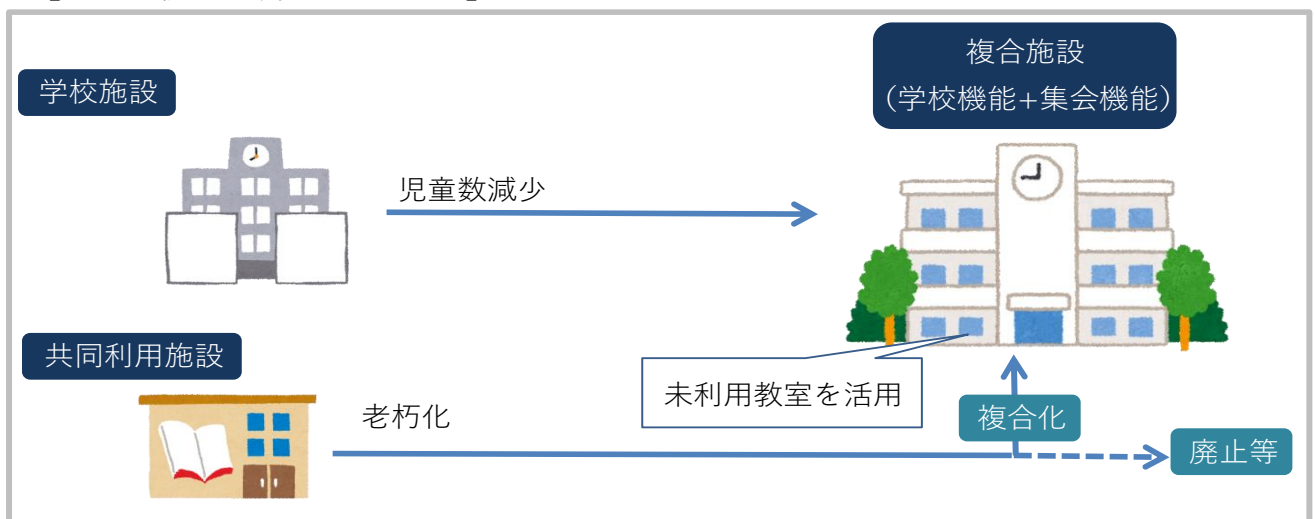 学校施設
複合施設
(学校機能+集会機能)
児童数減少
共同利用施設
未利用教室を活用
老朽化
複合化
廃止等